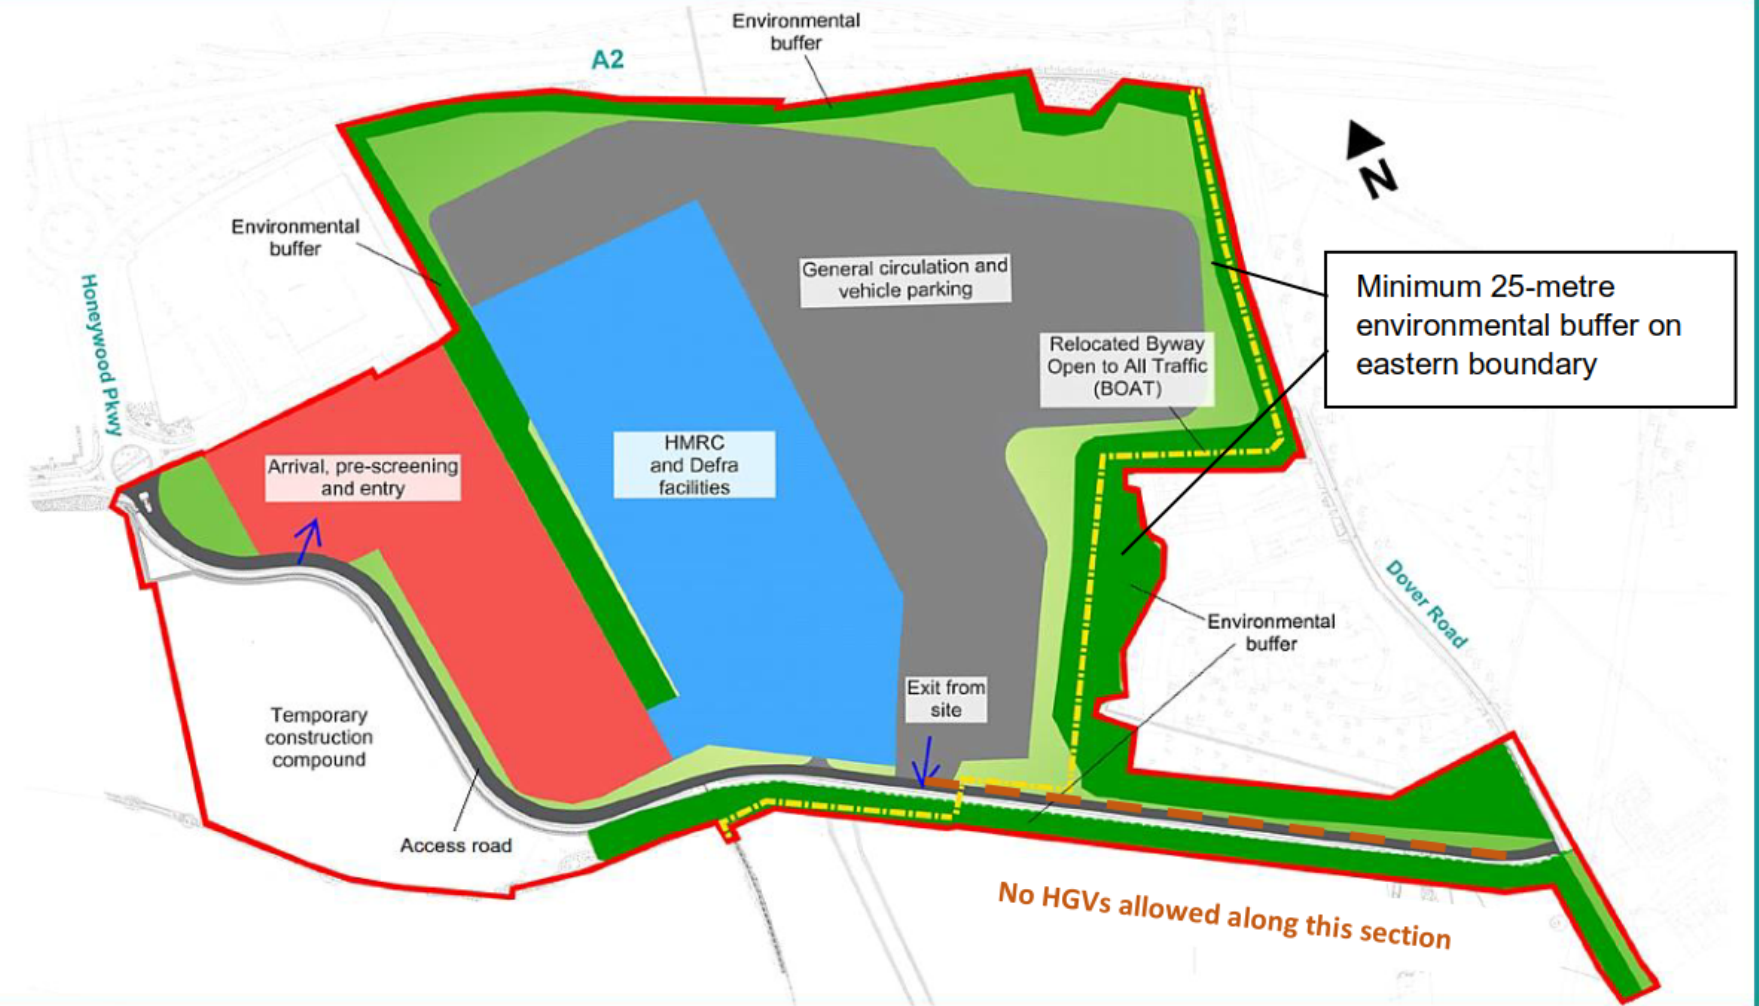 Environmental
buffer
A2
N
Environmental
buffer
Honeywood Pkwy
General circulation and
vehicle parking
Minimum 25-metre
environmental buffer on
eastern boundary
Relocated Byway
Open to All Traffic
(BOAT)
HMRC
and Defra
facilities
Arrival, pre-screening
and entry
Dover Road
Environmental
buffer
Exit from
site
Temporary
construction
compound
Access road
No HGVs allowed along this section